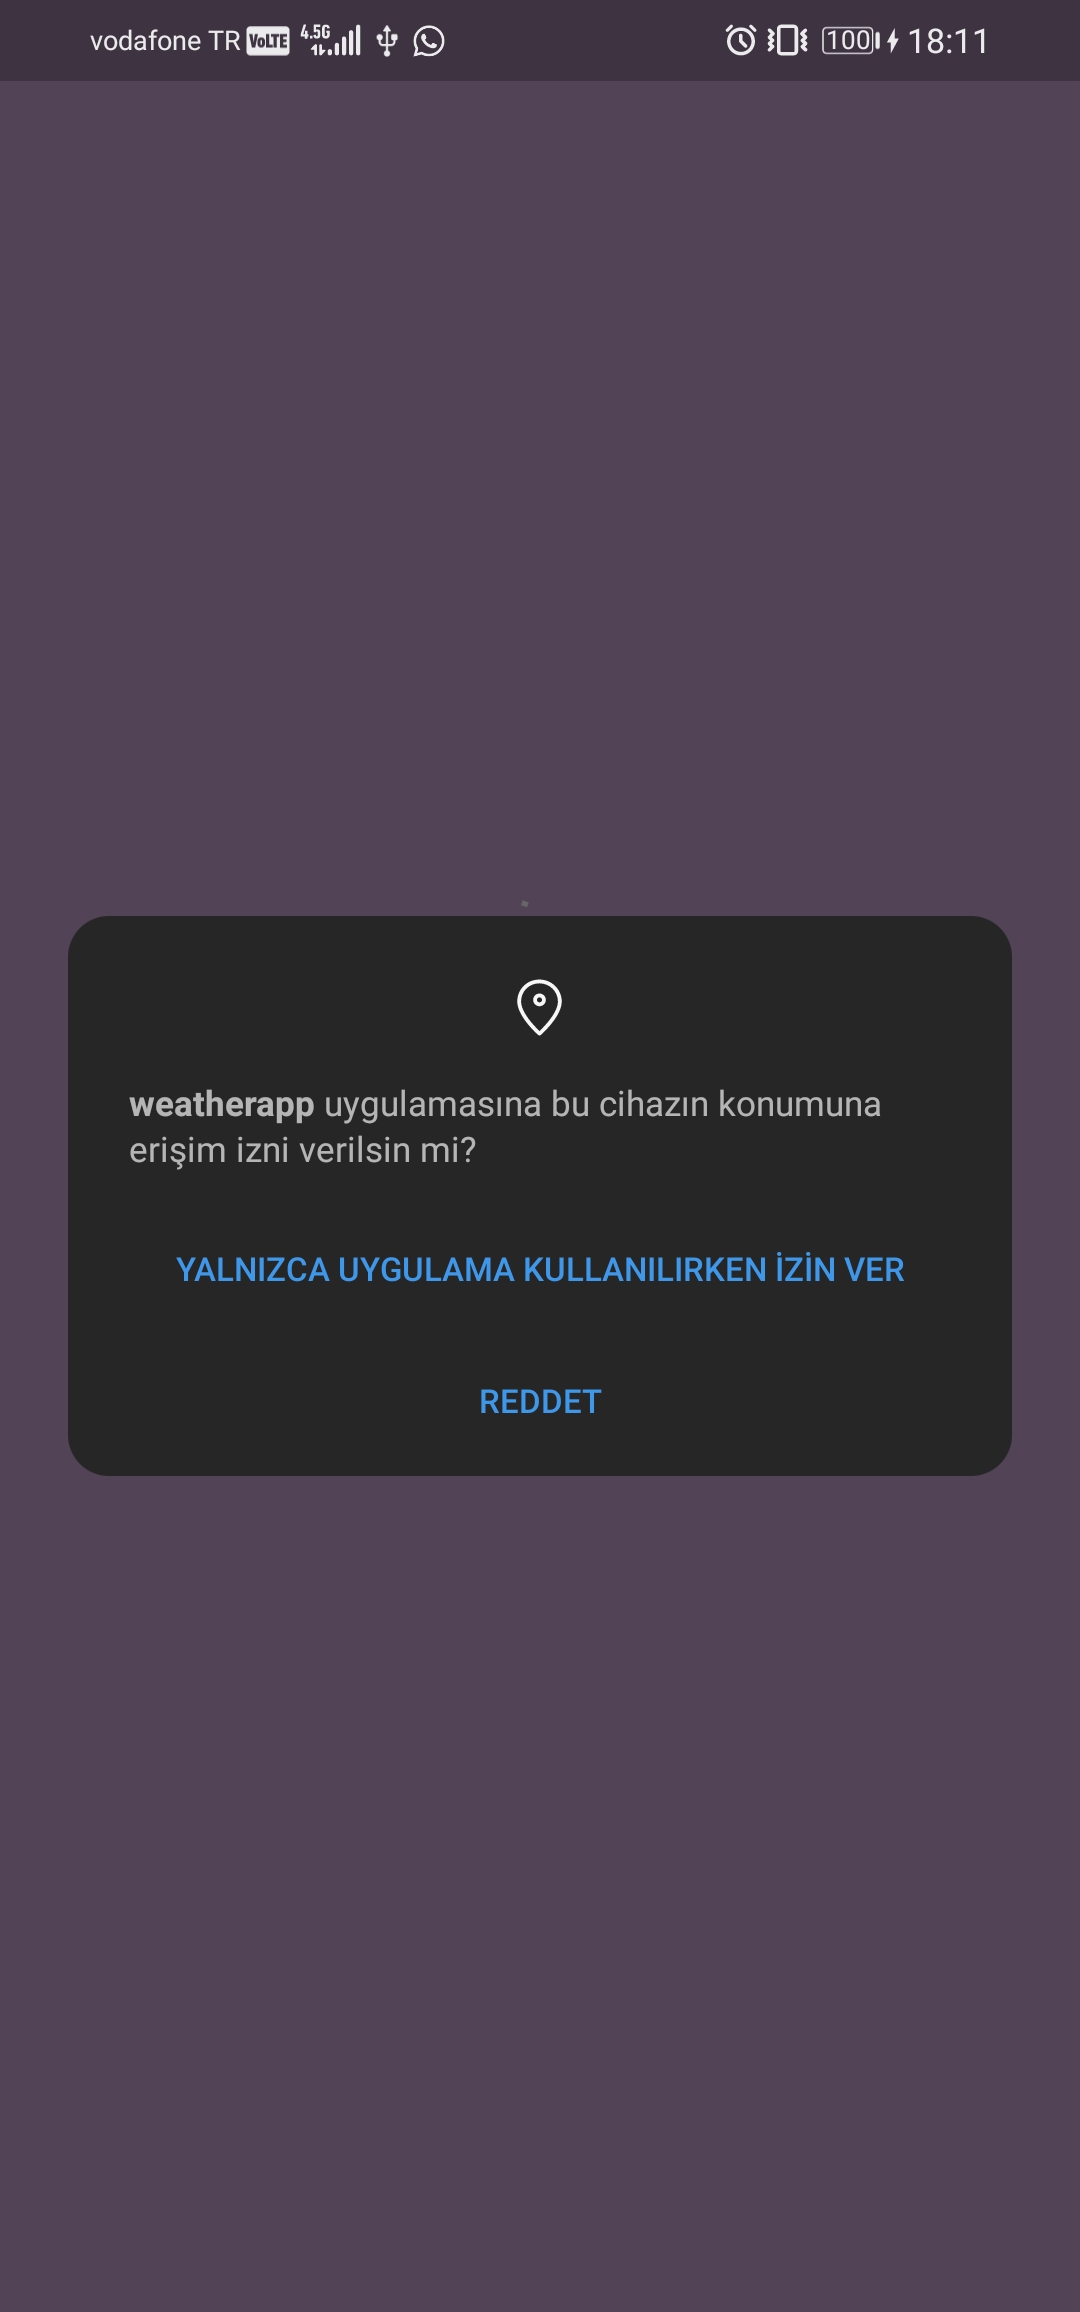 vodafone TR VoLTE 4.5G 100 18:11
weatherapp uygulamasına bu cihazın konumuna
erişim izni verilsin mi?
YALNIZCA UYGULAMA KULLANILIRKEN İZİN VER
REDDET